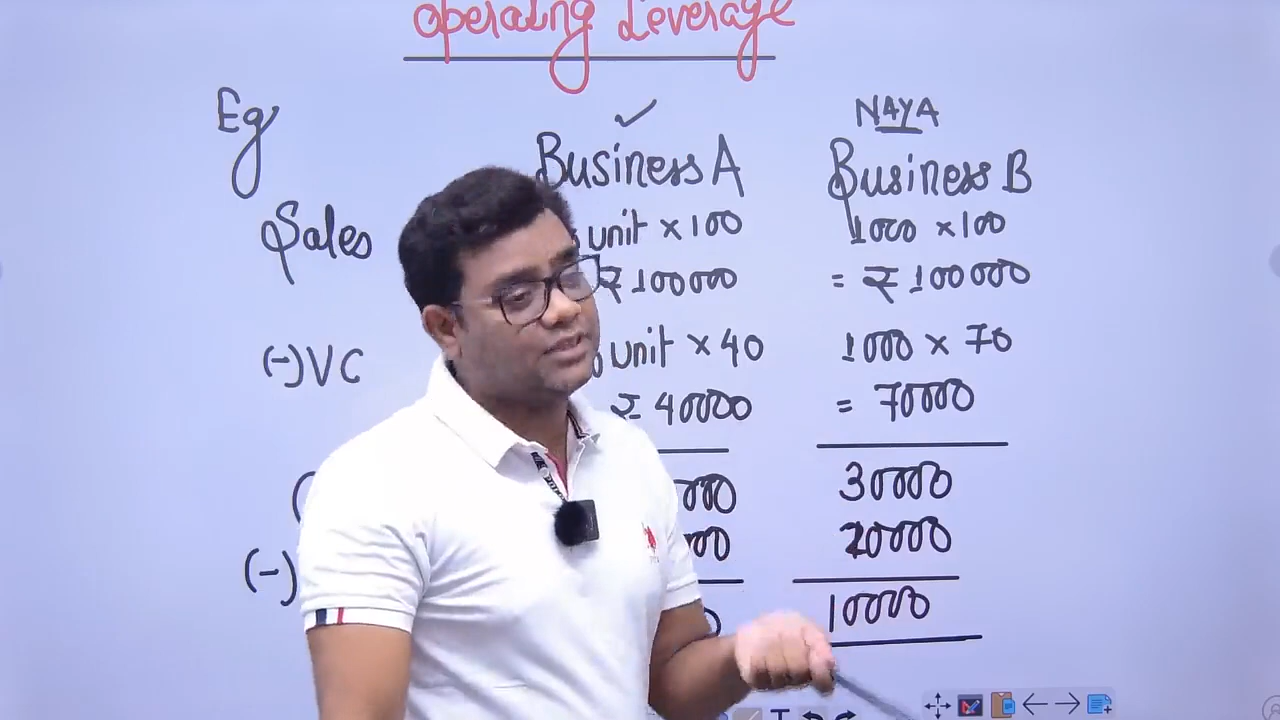 Operating Leverage
Eg
NAYA
Business A Business B
Sales unit × 100 1000 × 100
₹ 100000 = ₹ 100000
(-) VC unit × 40 1000 × 70
₹ 40000 = 70000
30000
(-) 20000
10000